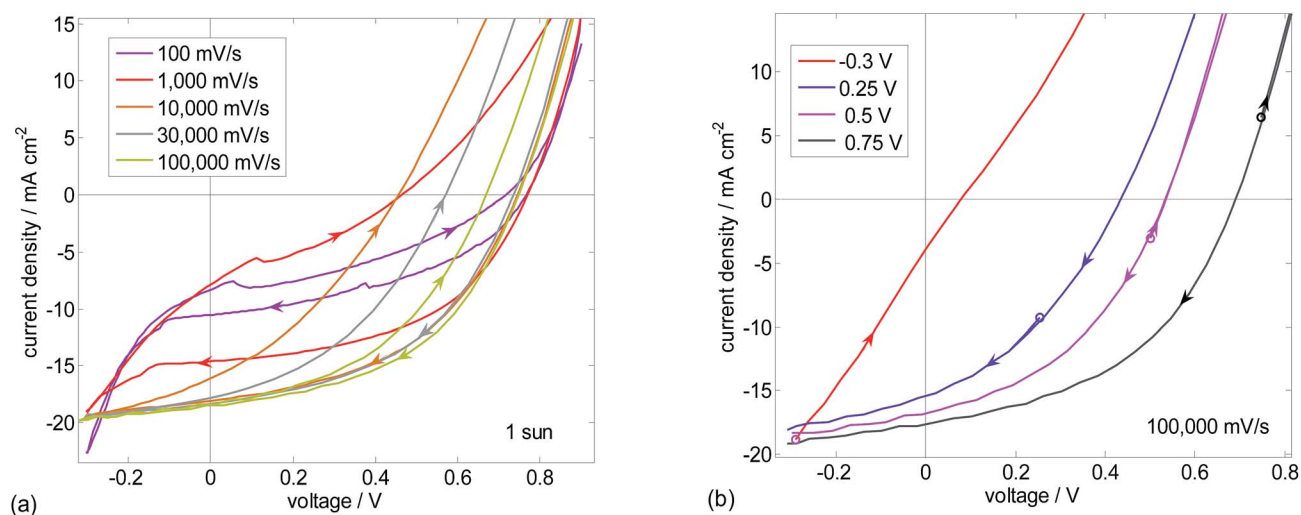 15
10
5
0
-5
-10
-15
-20
current density / mA cm-2
100 mV/s
1,000 mV/s
10,000 mV/s
30,000 mV/s
100,000 mV/s
1 sun
-0.2 0 0.2 0.4 0.6 0.8
voltage / V
(a)
10
5
0
-5
-10
-15
-20
current density / mA cm-2
-0.3 V
0.25 V
0.5 V
0.75 V
100,000 mV/s
-0.2 0 0.2 0.4 0.6 0.8
voltage / V
(b)